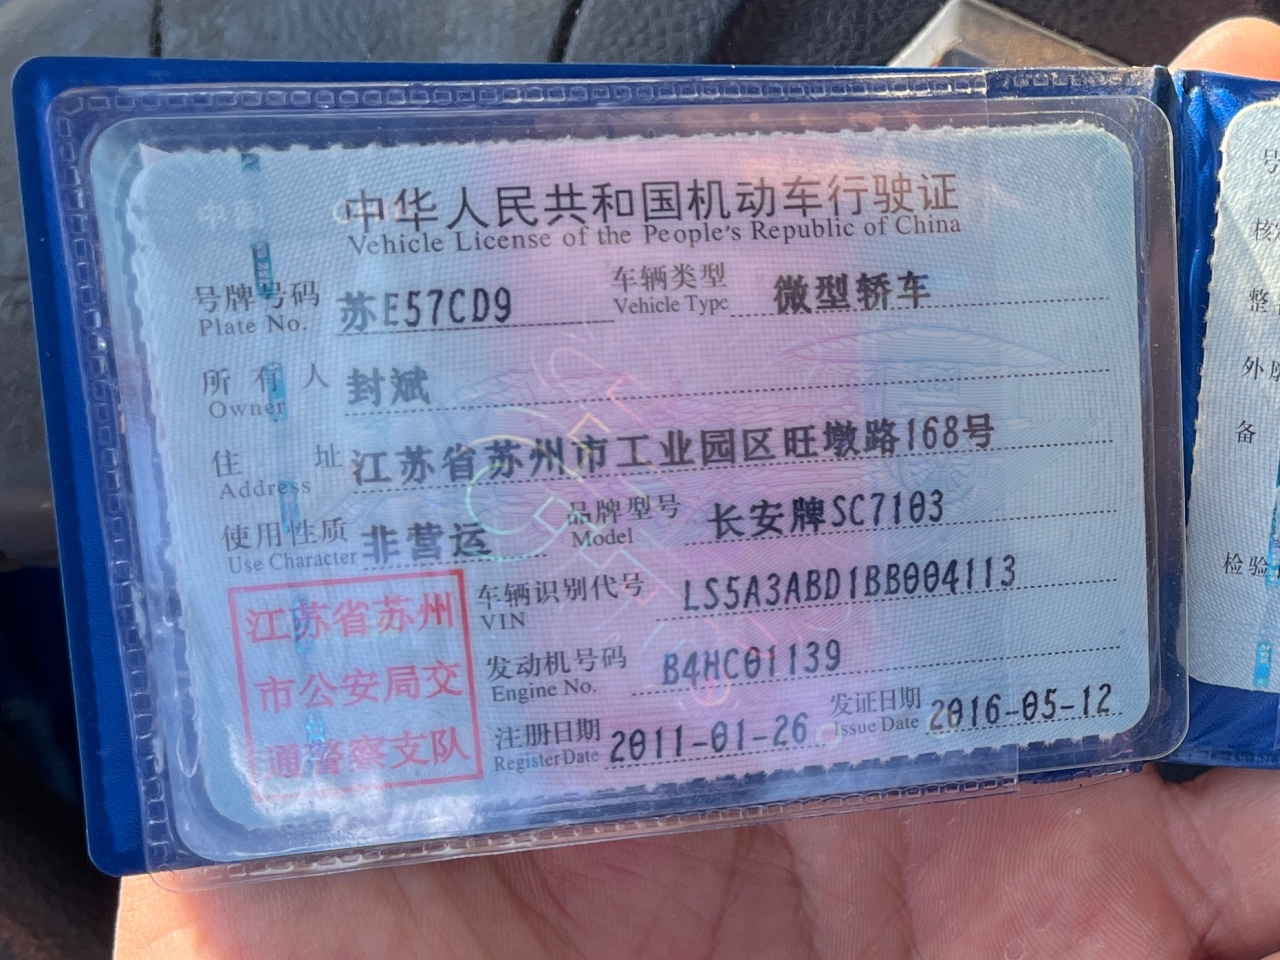 中华人民共和国机动车行驶证
Vehicle License of the People's Republic of China
号牌号码 苏E57CD9 车辆类型 微型轿车
Plate No. Vehicle Type
所有人 封斌
Owner
住址 江苏省苏州市工业园区旺墩路168号
Address
使用性质 非营运 品牌型号 长安牌SC7103
Use Character Model
江苏省苏州
市公安局交
通警察支队
车辆识别代号 LS5A3ABD1BB004113
VIN
发动机号码 B4HC01139
Engine No.
注册日期 2011-01-26 发证日期 2016-05-12
Register Date Issue Date
号
核
整
外
备
检验